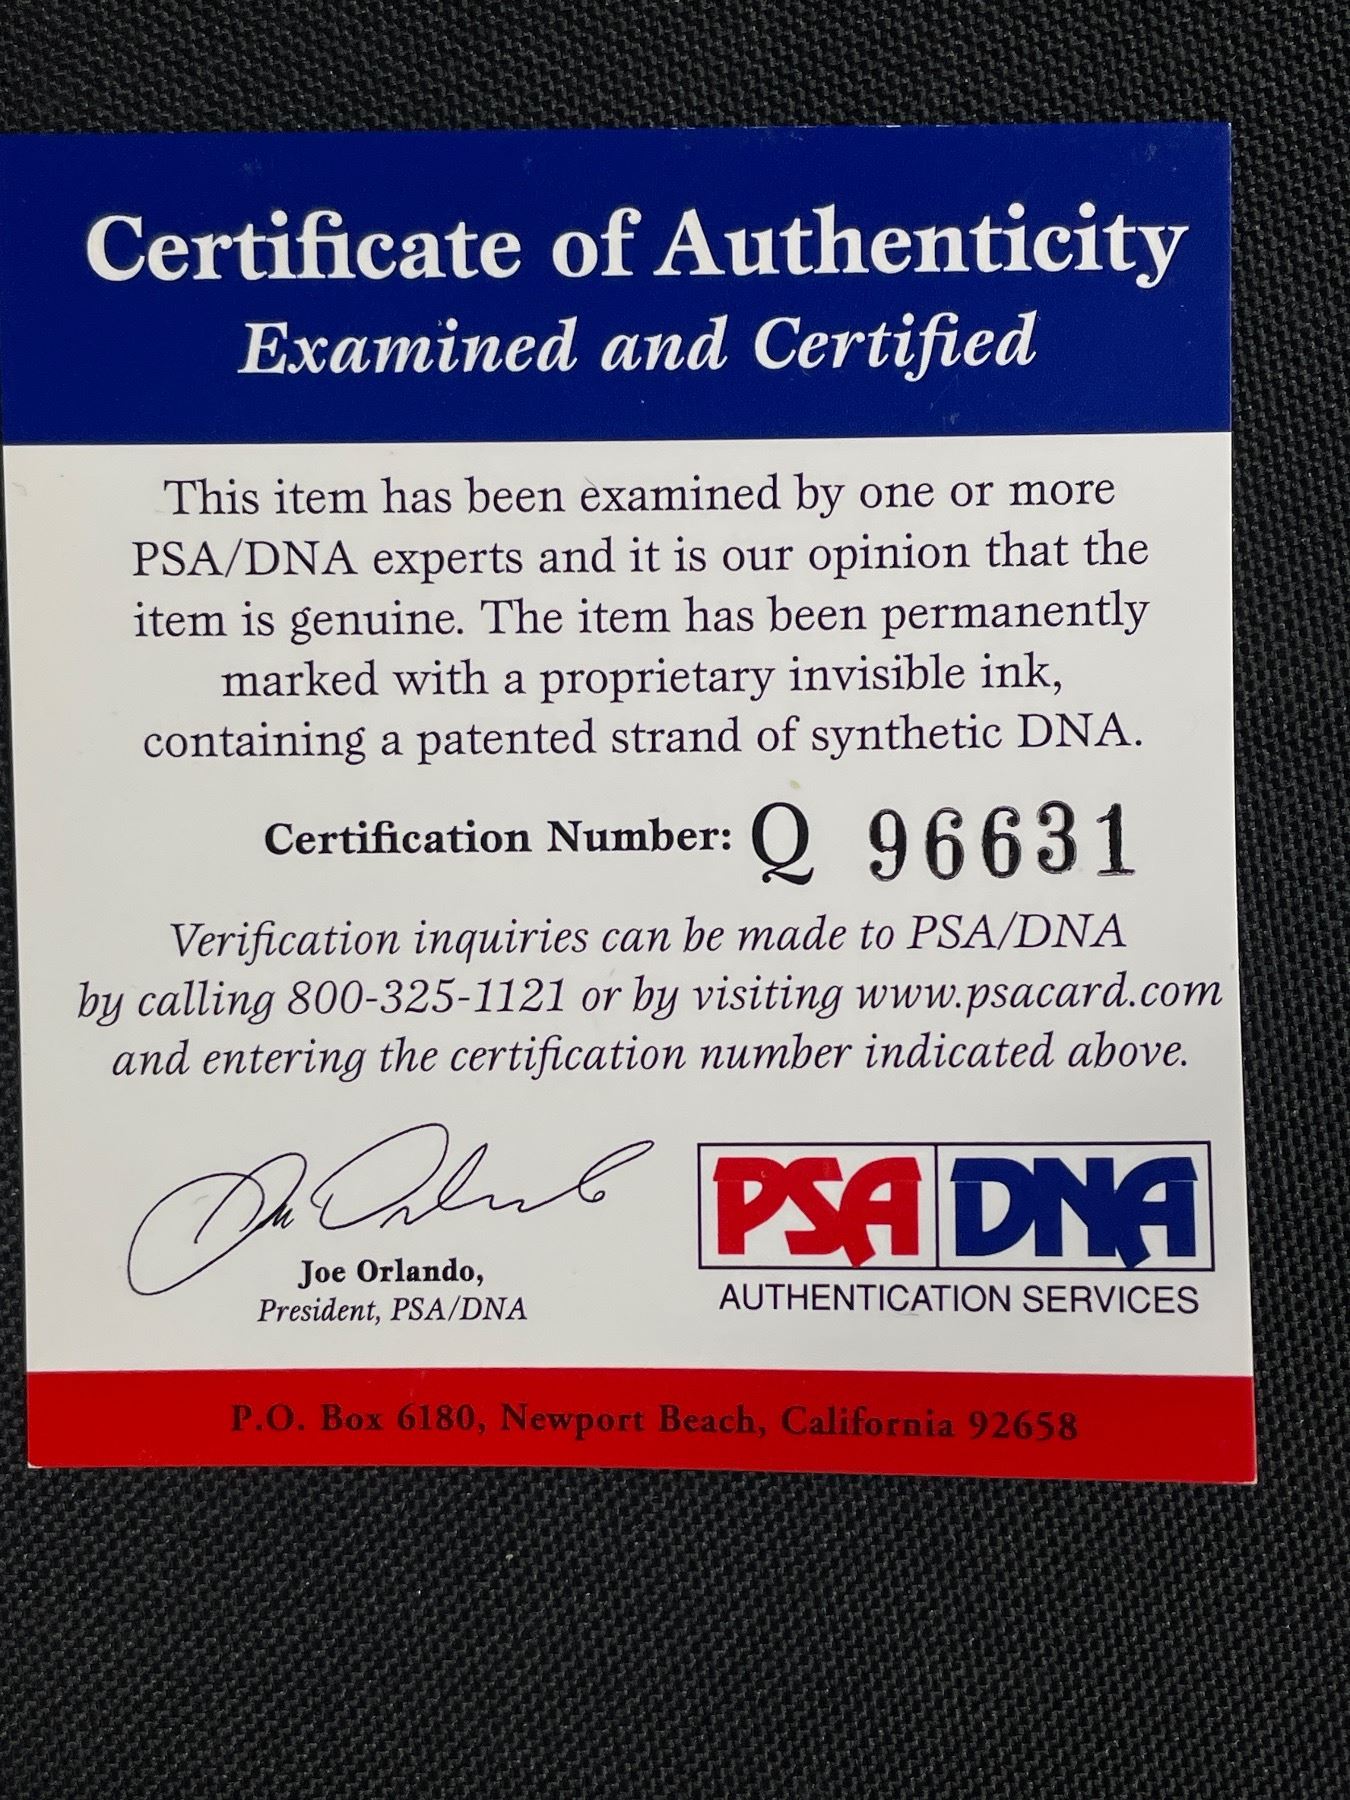 Certificate of Authenticity
Examined and Certified
This item has been examined by one or more
PSA/DNA experts and it is our opinion that the
item is genuine. The item has been permanently
marked with a proprietary invisible ink,
containing a patented strand of synthetic DNA.
Certification Number: Q 96631
Verification inquiries can be made to PSA/DNA
by calling 800-325-1121 or by visiting www.psacard.com
and entering the certification number indicated above.
Joe Orlando,
President, PSA/DNA
PSA DNA
AUTHENTICATION SERVICES
P.O. Box 6180, Newport Beach, California 92658